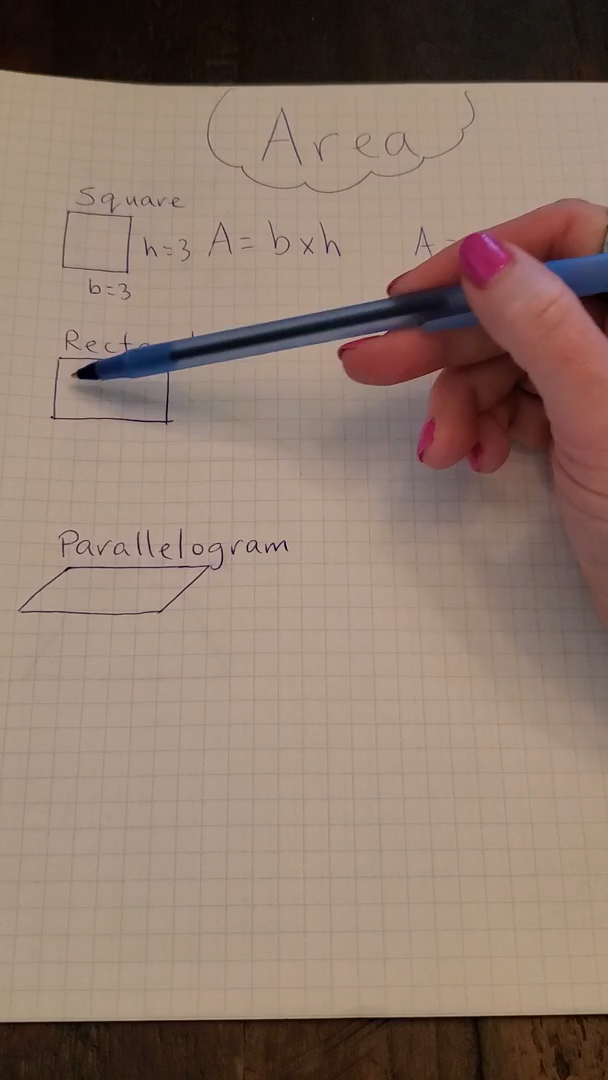 Area
Square
h=3 A= b×h A=
b=3
Parallelogram